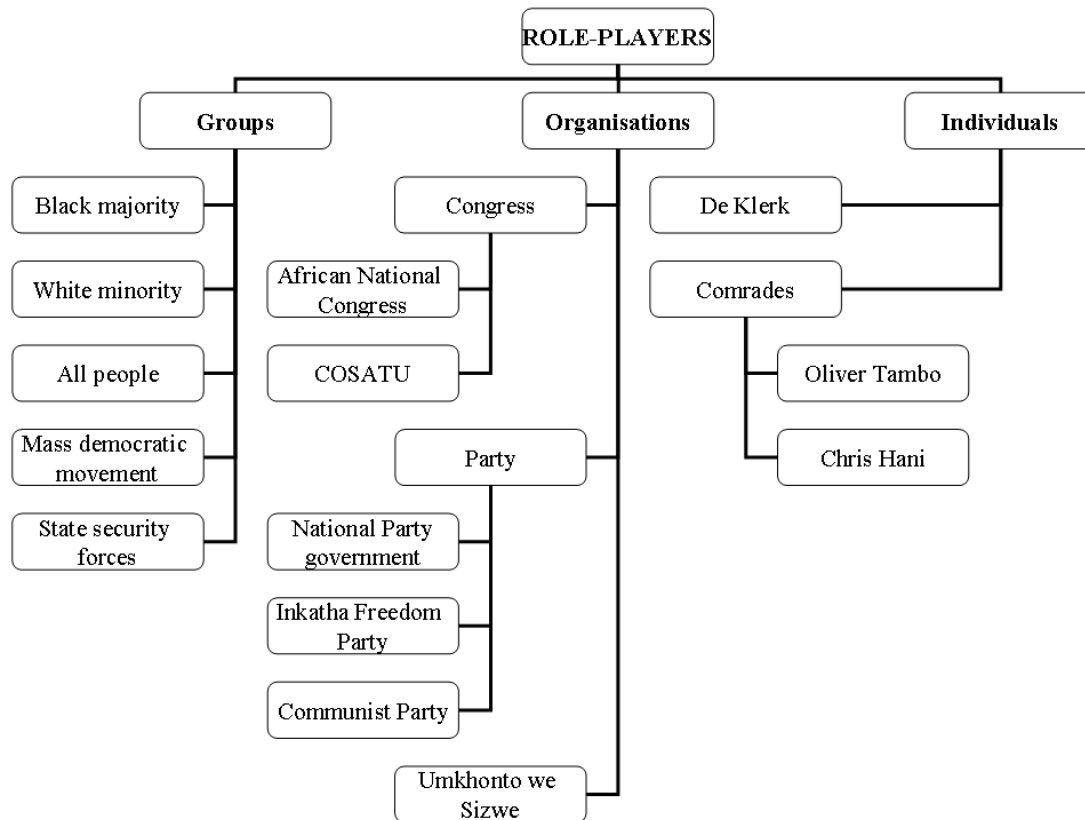 ROLE-PLAYERS
Groups
Organisations
Individuals
Black majority
Congress
De Klerk
White minority
African National
Congress
Comrades
All people
COSATU
Oliver Tambo
Mass democratic
movement
Party
Chris Hani
State security
forces
National Party
government
Inkatha Freedom
Party
Communist Party
Umkhonto we
Sizwe